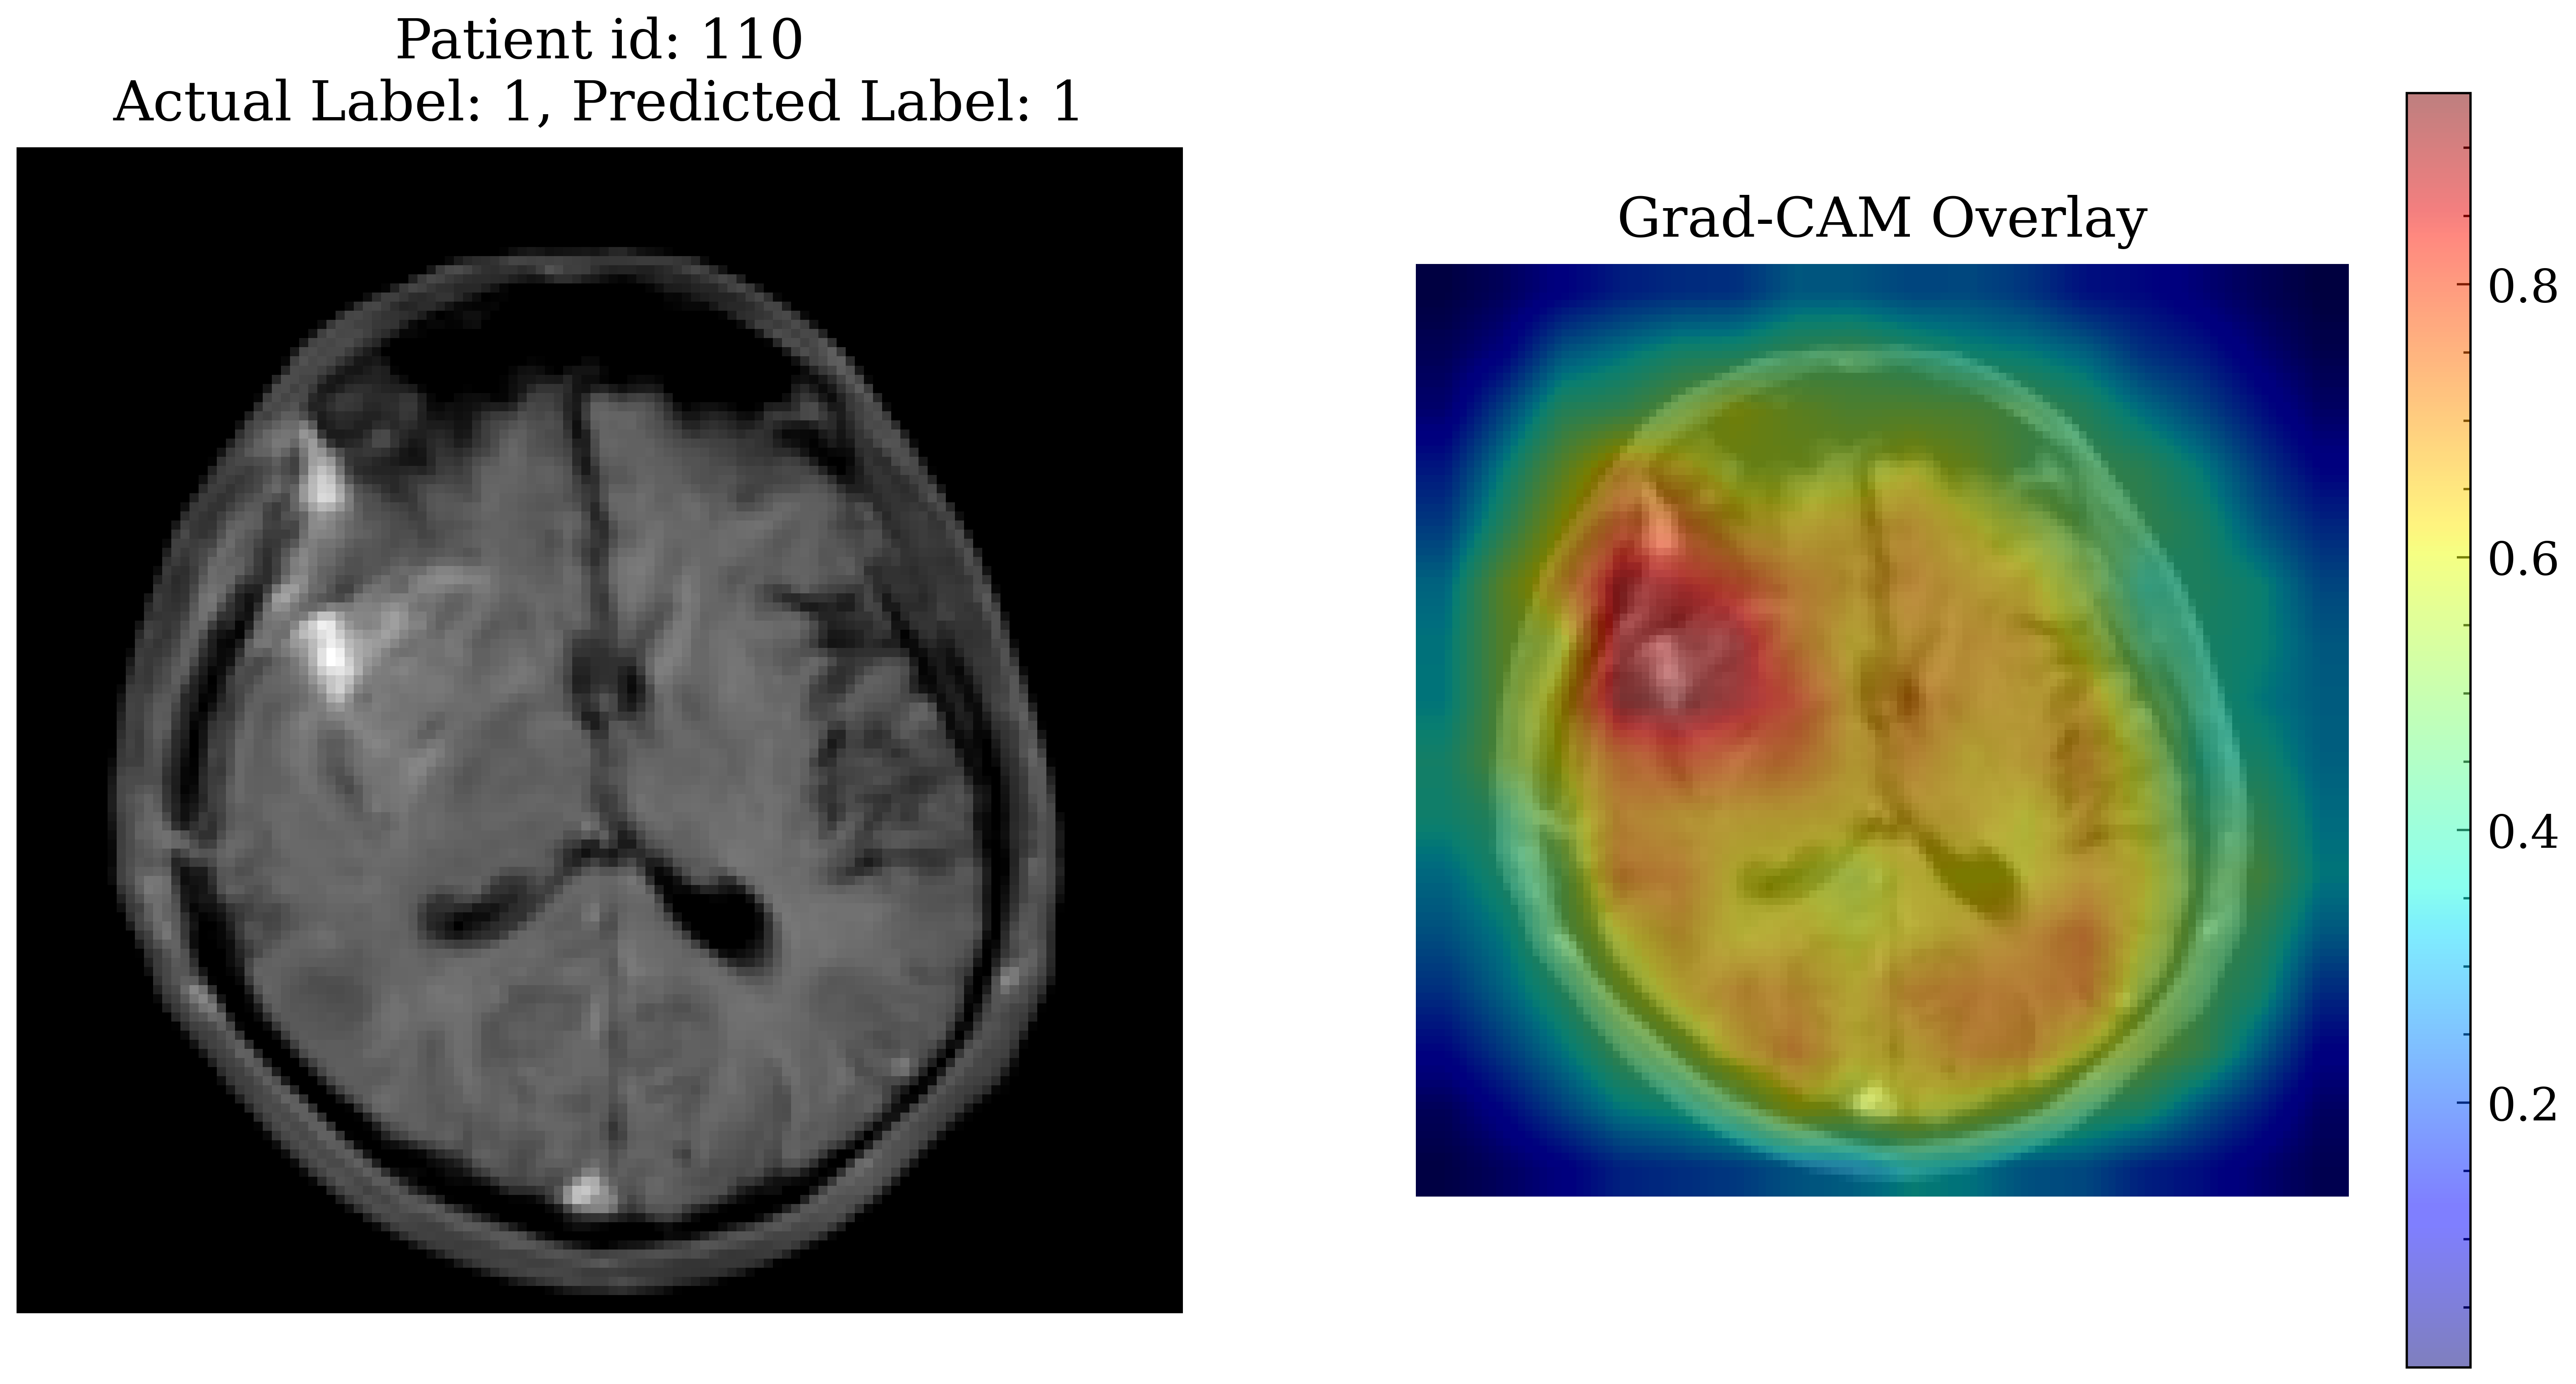 Patient id: 110
Actual Label: 1, Predicted Label: 1
Grad-CAM Overlay
0.8
0.6
0.4
0.2